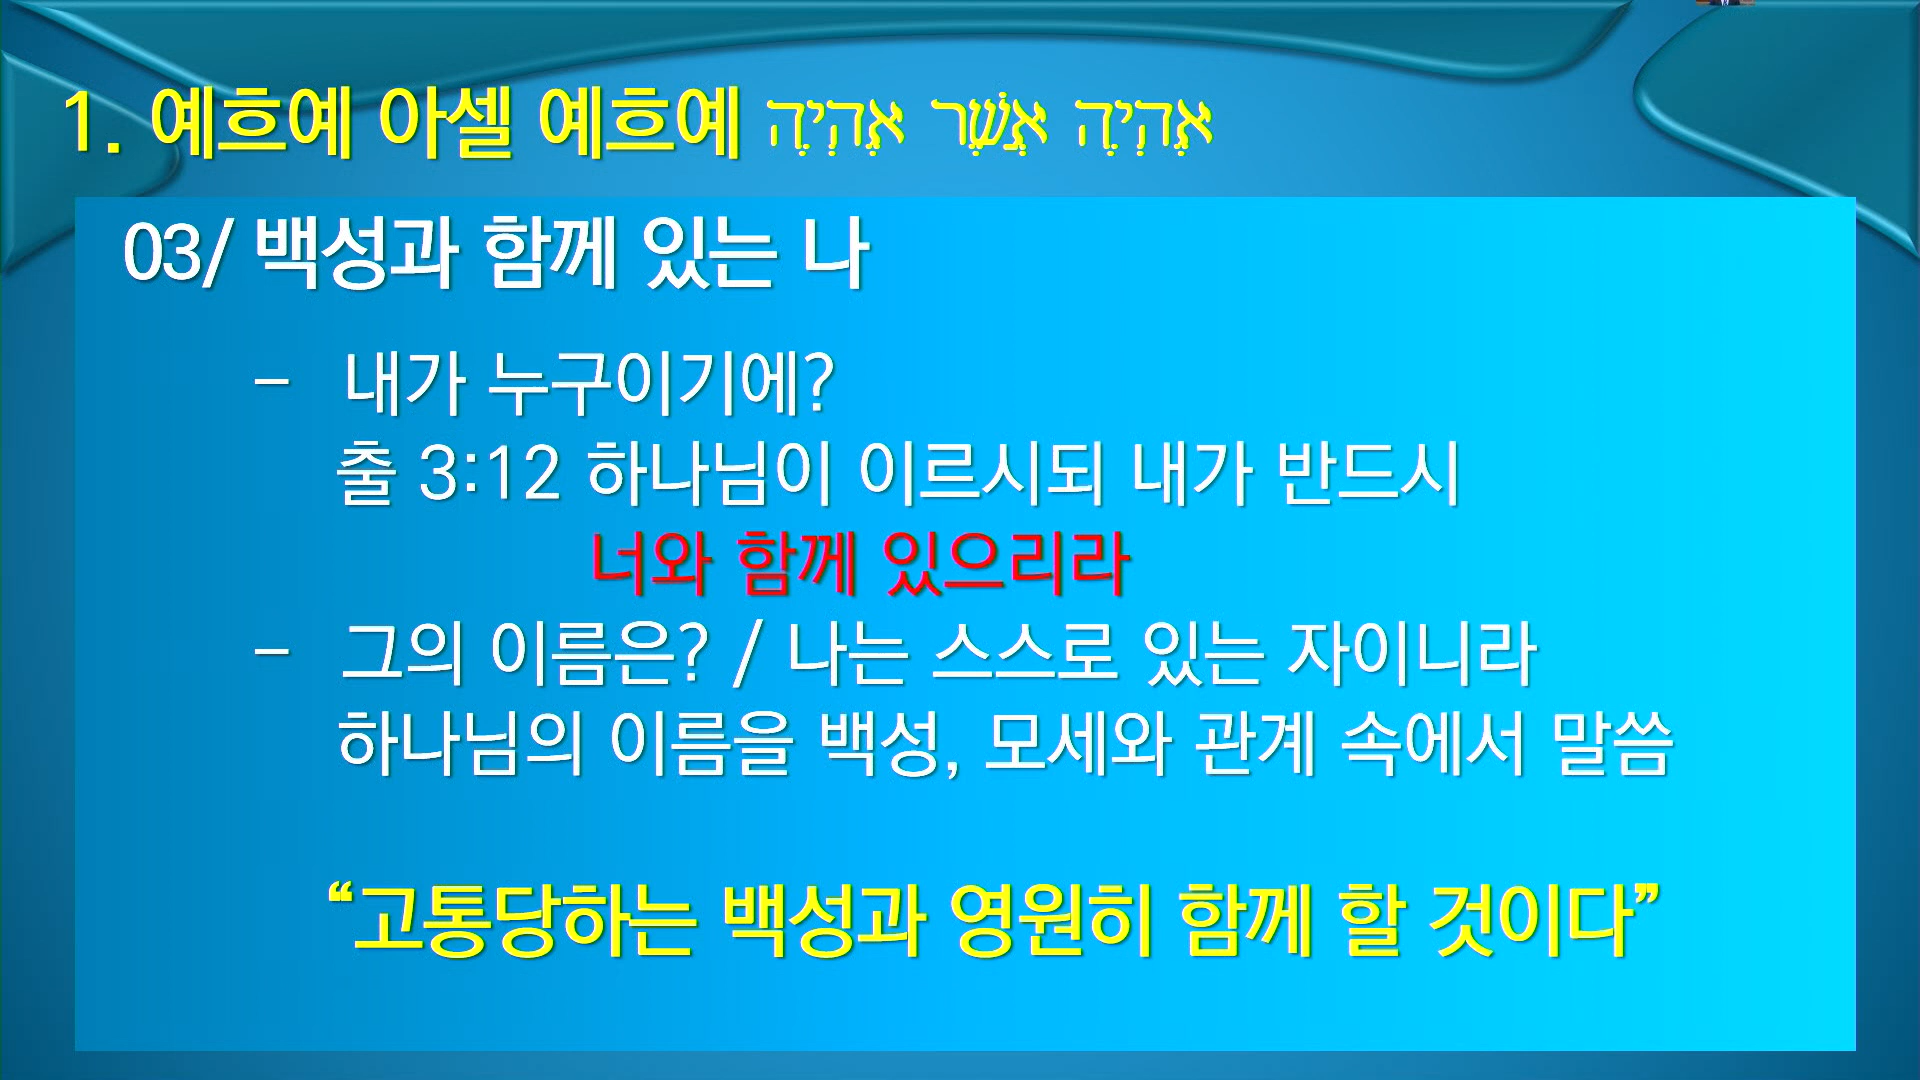 1. 예흐예 아셀 예흐예 אֶהְיֶה אֲשֶׁר אֶהְיֶה
03/ 백성과 함께 있는 나
- 내가 누구이기에?
출 3:12 하나님이 이르시되 내가 반드시
너와 함께 있으리라
- 그의 이름은? / 나는 스스로 있는 자이니라
하나님의 이름을 백성, 모세와 관계 속에서 말씀
“고통당하는 백성과 영원히 함께 할 것이다”